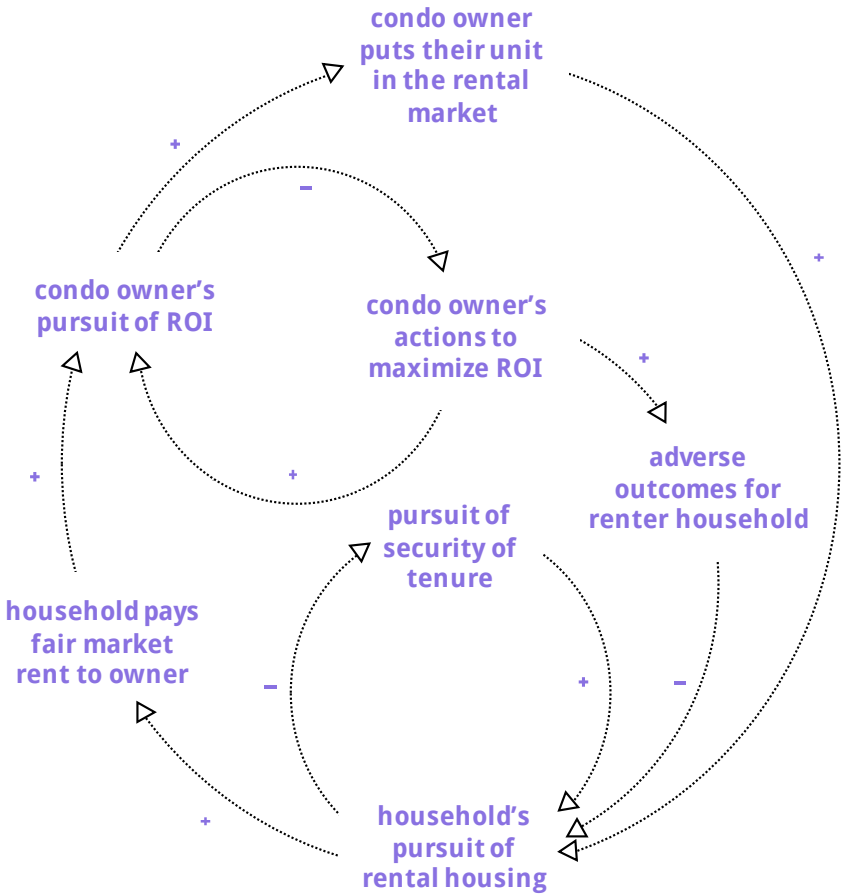 condo owner
puts their unit
in the rental
market
+
–
+
condo owner's
pursuit of ROI
condo owner's
actions to
maximize ROI
+
adverse
outcomes for
renter household
+
+
pursuit of
security of
tenure
household pays
fair market
rent to owner
–
+
–
+
household's
pursuit of
rental housing